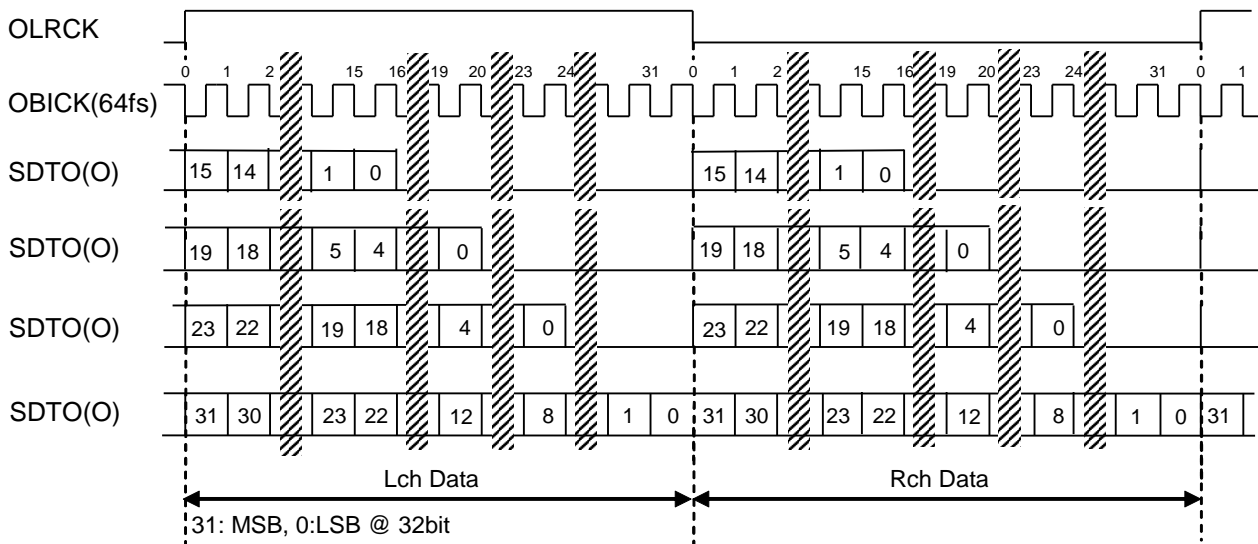 OLRCK
0 1 2 15 16 19 20 23 24 31 0 1 2 15 16 19 20 23 24 31 0 1
OBICK(64fs)
SDTO(O) 15 14 1 0 15 14 1 0
SDTO(O) 19 18 5 4 0 19 18 5 4 0
SDTO(O) 23 22 19 18 4 0 23 22 19 18 4 0
SDTO(O) 31 30 23 22 12 8 1 0 31 30 23 22 12 8 1 0 31
Lch Data Rch Data
31: MSB, 0:LSB @ 32bit